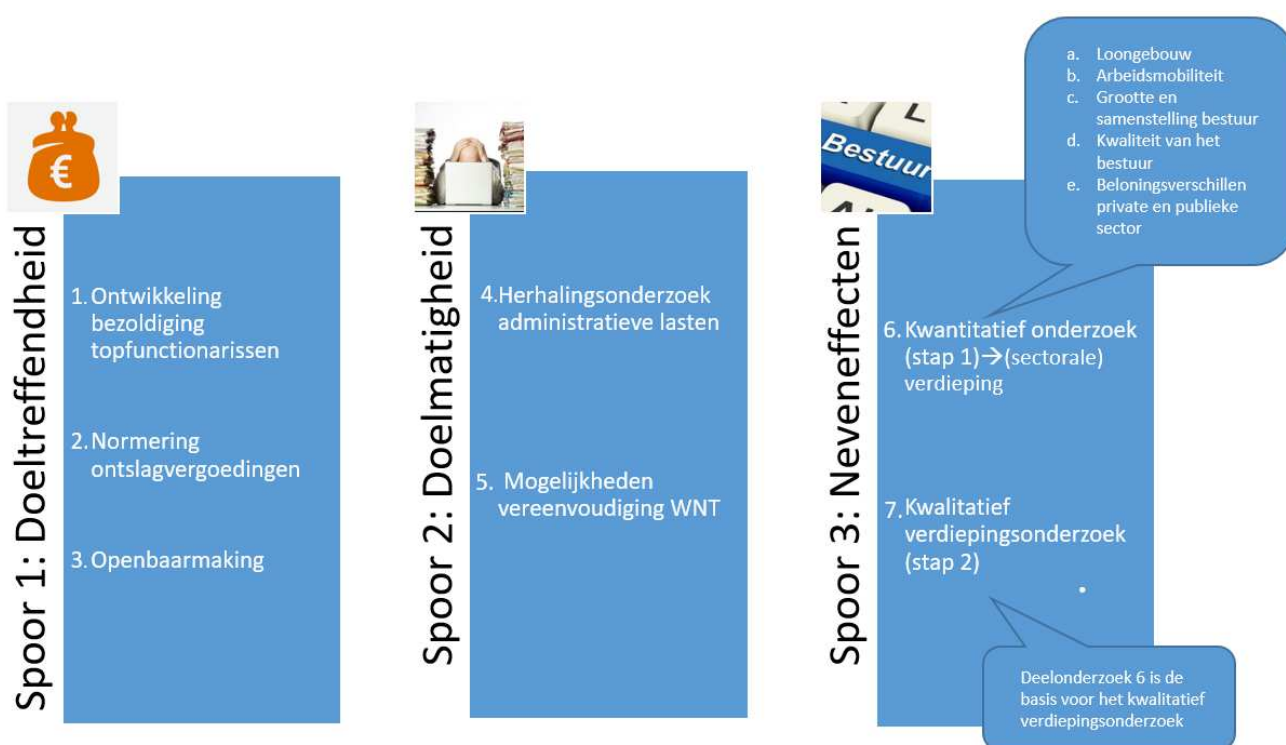 Spoor 1: Doeltreffendheid
1. Ontwikkeling
bezoldiging
topfunctionarissen
2. Normering
ontslagvergoedingen
3. Openbaarmaking
Spoor 2: Doelmatigheid
4. Herhalingsonderzoek
administratieve lasten
5. Mogelijkheden
vereenvoudiging WNT
Bestuur
L
Spoor 3: Neveneffecten
a. Loongebouw
b. Arbeidsmobiliteit
c. Grootte en
samenstelling bestuur
d. Kwaliteit van het
bestuur
e. Beloningsverschillen
private en publieke
sector
6. Kwantitatief onderzoek
(stap 1)→(sectorale)
verdieping
7. Kwalitatief
verdiepingsonderzoek
(stap 2)
Deelonderzoek 6 is de
basis voor het kwalitatief
verdiepingsonderzoek
€